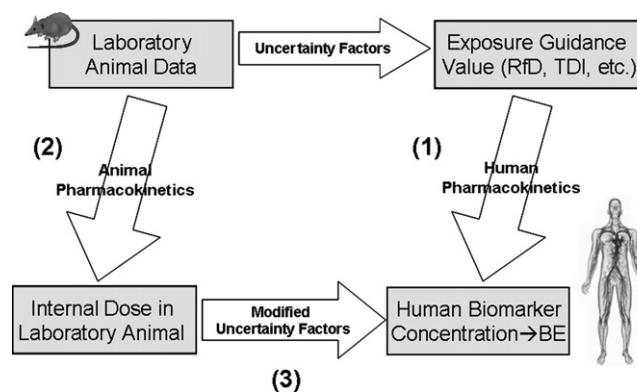 Laboratory
Animal Data
Uncertainty Factors
Exposure Guidance
Value (RfD, TDI, etc.)
(2)
Animal
Pharmacokinetics
(1)
Human
Pharmacokinetics
Internal Dose in
Laboratory Animal
Modified
Uncertainty Factors
(3)
Human Biomarker
Concentration→BE